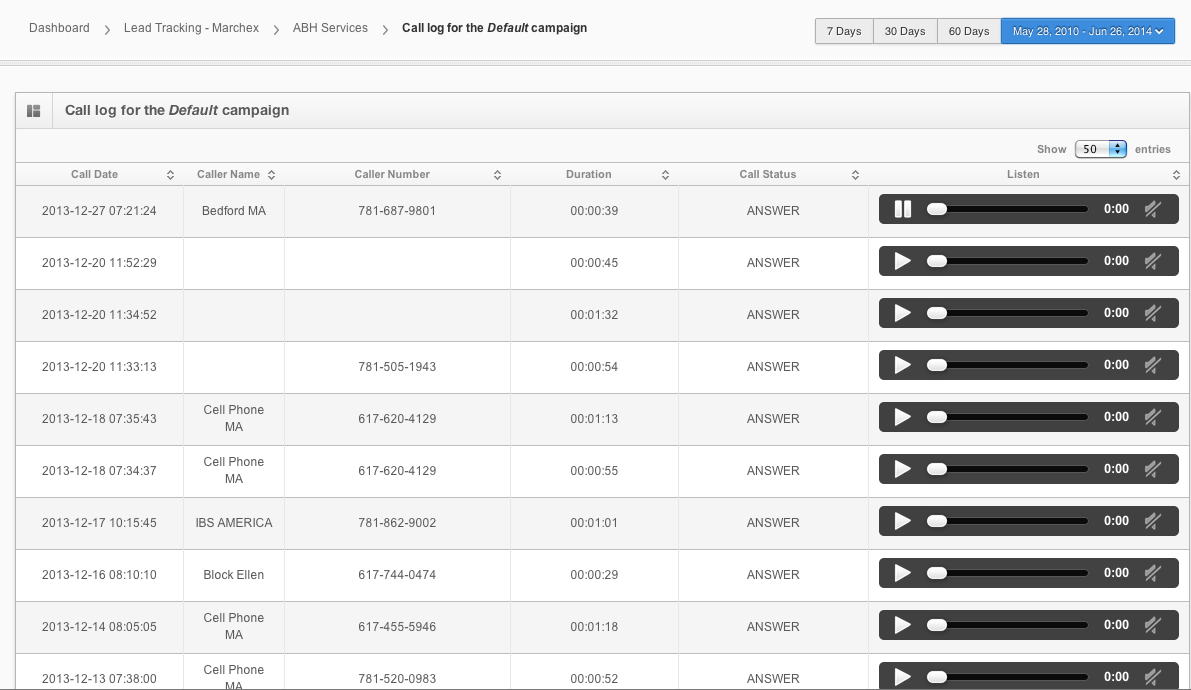 Dashboard Lead Tracking - Marchex ABH Services Call log for the Default campaign
7 Days 30 Days 60 Days May 28, 2010 - Jun 26, 2014
Call log for the Default campaign
Show 50 entries
Call Date Caller Name Caller Number Duration Call Status Listen
2013-12-27 07:21:24 Bedford MA 781-687-9801 00:00:39 ANSWER 0:00
2013-12-20 11:52:29 00:00:45 ANSWER 0:00
2013-12-20 11:34:52 00:01:32 ANSWER 0:00
2013-12-20 11:33:13 781-505-1943 00:00:54 ANSWER 0:00
2013-12-18 07:35:43 Cell Phone MA 617-620-4129 00:01:13 ANSWER 0:00
2013-12-18 07:34:37 Cell Phone MA 617-620-4129 00:00:55 ANSWER 0:00
2013-12-17 10:15:45 IBS AMERICA 781-862-9002 00:01:01 ANSWER 0:00
2013-12-16 08:10:10 Block Ellen 617-744-0474 00:00:29 ANSWER 0:00
2013-12-14 08:05:05 Cell Phone MA 617-455-5946 00:01:18 ANSWER 0:00
2013-12-13 07:38:00 Cell Phone MA 781-520-0983 00:00:52 ANSWER 0:00